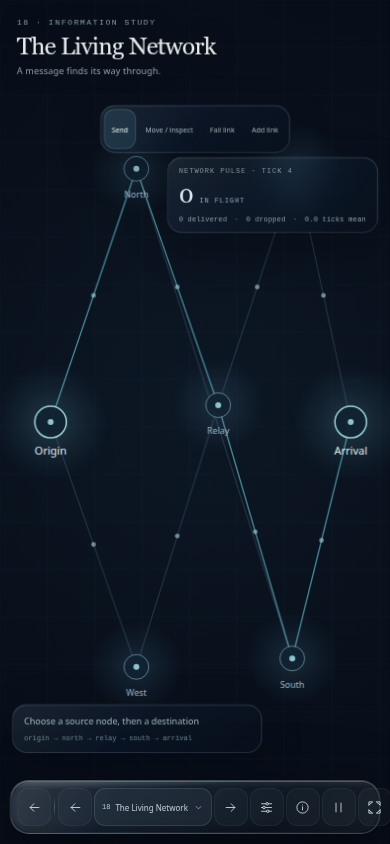 18 · INFORMATION STUDY
The Living Network
A message finds its way through.
Send Move / inspect Fail link Add link
NETWORK PULSE · TICK 4
0 IN FLIGHT
0 delivered · 0 dropped · 0.0 ticks mean
North
Relay
Origin
Arrival
West
South
Choose a source node, then a destination
origin → north → relay → south → arrival
18 The Living Network